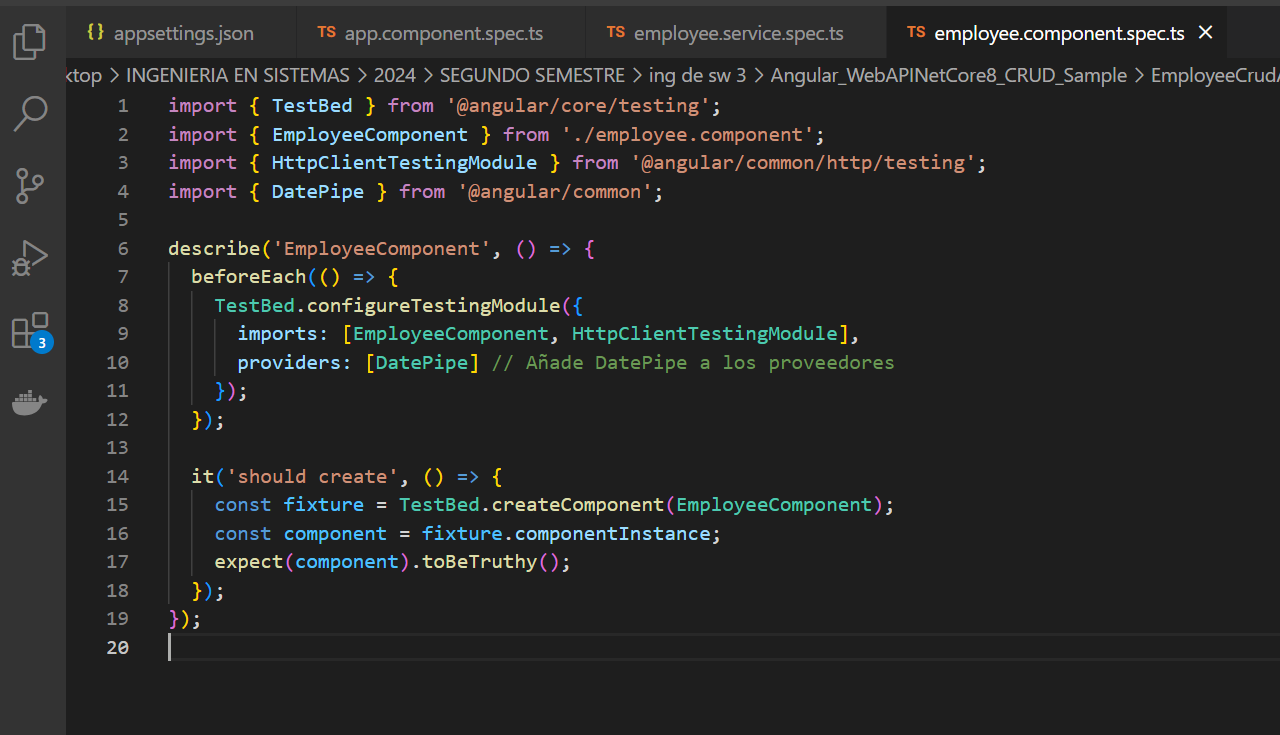 {} appsettings.json TS app.component.spec.ts TS employee.service.spec.ts TS employee.component.spec.ts ×
ktop > INGENIERIA EN SISTEMAS > 2024 > SEGUNDO SEMESTRE > ing de sw 3 > Angular_WebAPINetCore8_CRUD_Sample > EmployeeCrudA
1 import { TestBed } from '@angular/core/testing';
2 import { EmployeeComponent } from './employee.component';
3 import { HttpClientTestingModule } from '@angular/common/http/testing';
4 import { DatePipe } from '@angular/common';
5
6 describe('EmployeeComponent', () => {
7   beforeEach(() => {
8     TestBed.configureTestingModule({
9       imports: [EmployeeComponent, HttpClientTestingModule],
10       providers: [DatePipe] // Añade DatePipe a los proveedores
11     });
12   });
13
14   it('should create', () => {
15     const fixture = TestBed.createComponent(EmployeeComponent);
16     const component = fixture.componentInstance;
17     expect(component).toBeTruthy();
18   });
19 });
20
3